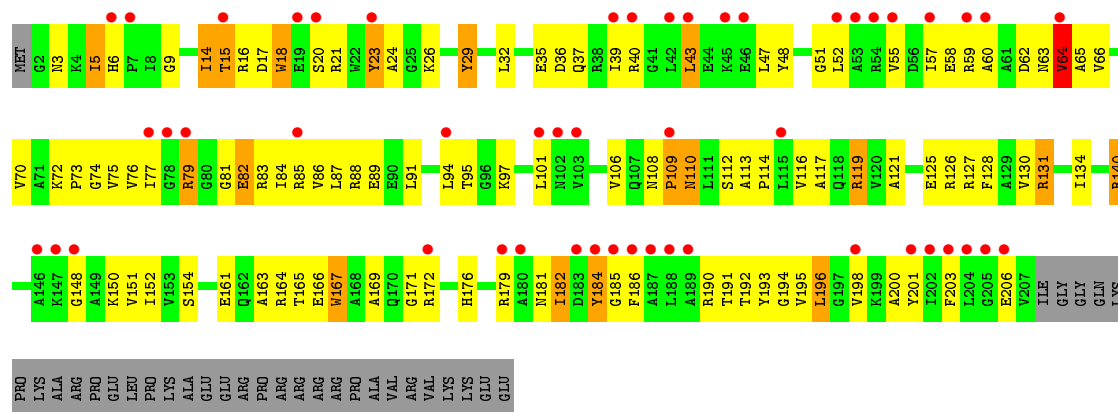 MET G2 N3 K4 I5 H6 P7 I8 G9 I14 T15 R16 D17 W18 E19 S20 R21 W22 Y23 A24 G25 K26 Y29 L32 E35 D36 Q37 R38 I39 R40 G41 L42 L43 E44 K45 E46 L47 Y48 G51 L52 A53 R54 V55 D56 I57 E58 R59 A60 A61 D62 N63 V64 A65 V66
V70 A71 K72 P73 G74 V75 V76 I77 G78 R79 G80 G81 E82 R83 I84 R85 V86 L87 R88 E89 E90 L91 L94 T95 G96 K97 L101 N102 V103 V106 Q107 N108 P109 N110 L111 S112 A113 P114 L115 V116 A117 Q118 R119 V120 A121 E125 R126 R127 F128 A129 V130 R131 I134 R140
A146 K147 G148 A149 K150 V151 I152 V153 S154 E161 Q162 A163 R164 T165 E166 W167 A168 A169 Q170 G171 R172 H176 R179 A180 N181 I182 D183 Y184 G185 F186 A187 L188 A189 R190 T191 T192 Y193 G194 V195 L196 G197 V198 K199 A200 Y201 I202 F203 L204 G205 E206 V207 ILE GLY GLY GLN LYS
PRO LYS ALA ARG PRO GLU LEU PRO LYS ALA GLU GLU ARG PRO ARG ARG ARG ARG PRO ALA VAL ARG VAL LYS LYS GLU GLU